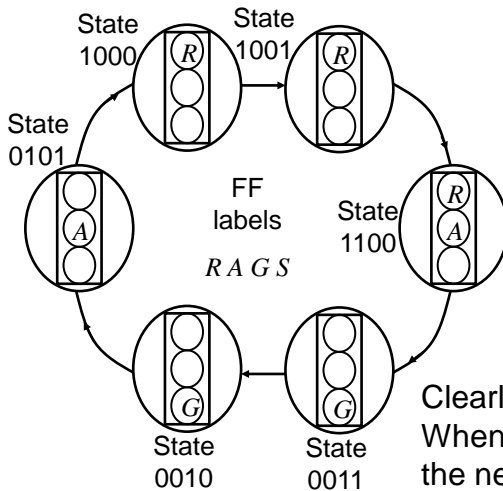 State
1000
R
State
1001
R
State
0101
A
FF
labels
R A G S
State
1100
R
A
G
State
0010
G
State
0011
Clearl
When
the ne